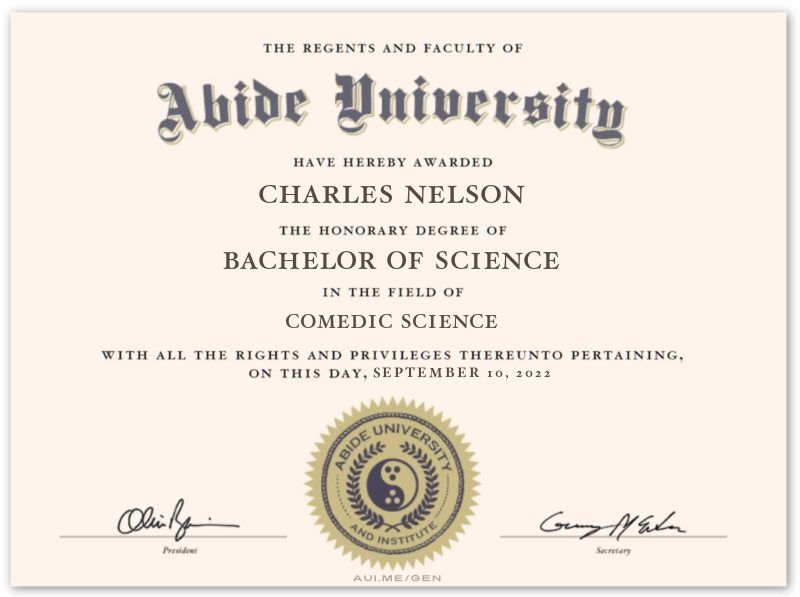 THE REGENTS AND FACULTY OF
Abide University
HAVE HEREBY AWARDED
CHARLES NELSON
THE HONORARY DEGREE OF
BACHELOR OF SCIENCE
IN THE FIELD OF
COMEDIC SCIENCE
WITH ALL THE RIGHTS AND PRIVILEGES THEREUNTO PERTAINING,
ON THIS DAY, SEPTEMBER 10, 2022
ABIDE UNIVERSITY
AND INSTITUTE
President
Secretary
AUI.ME/GEN